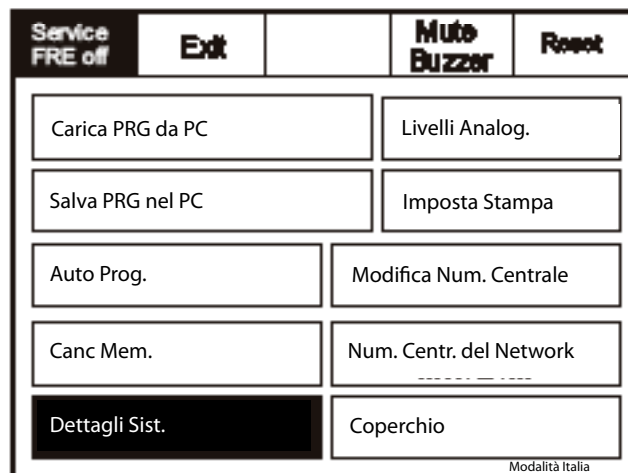 Service
FRE off
Exit
Mute
Buzzer
Reset
Carica PRG da PC
Livelli Analog.
Salva PRG nel PC
Imposta Stampa
Auto Prog.
Modifica Num. Centrale
Canc Mem.
Num. Centr. del Network
Dettagli Sist.
Coperchio
Modalità Italia